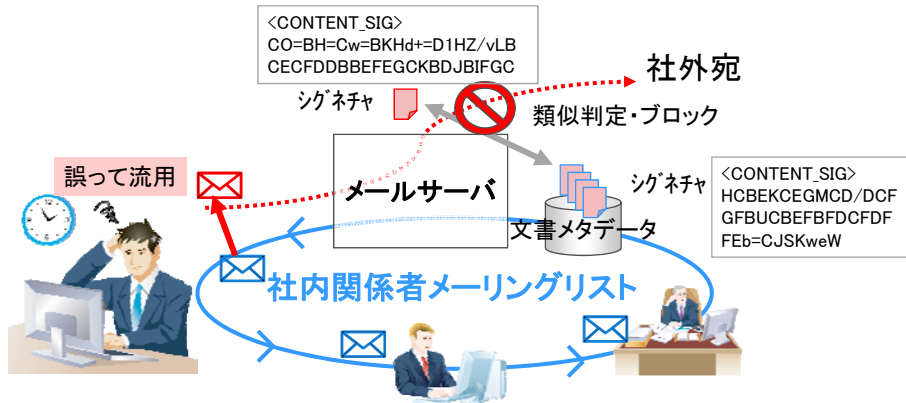 <CONTENT_SIG>
CO=BH=Cw=BKHd+=D1HZ/vLB
CECFDDBBEFEGCKBDJBIFGC
シグネチャ
社外宛
類似判定・ブロック
誤って流用
メールサーバ
シグネチャ
<CONTENT_SIG>
HCBEKCEGMCD/DCF
GFBUCBEFBFDCFDF
FEb=CJSKweW
文書メタデータ
社内関係者メーリングリスト